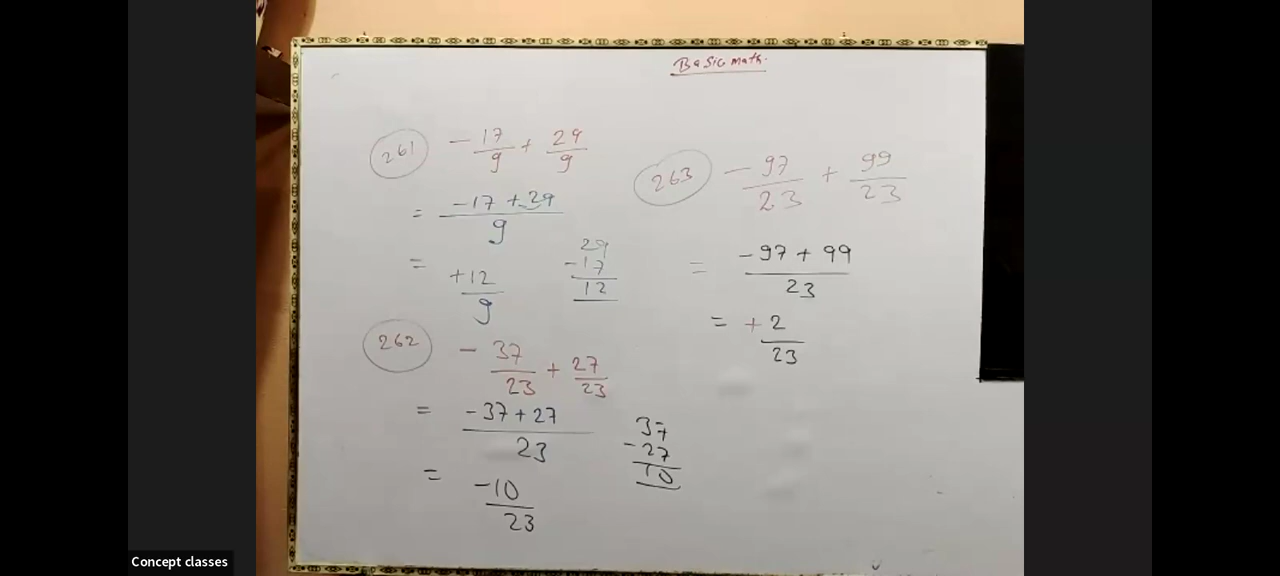 Basic math.
261 -17/9 + 29/9
= -17 + 29/9
= +12/9
29
-17
12
262 -37/23 + 27/23
= -37 + 27/23
= -10/23
37
-27
10
263 -97/23 + 99/23
= -97 + 99/23
= +2/23
Concept classes